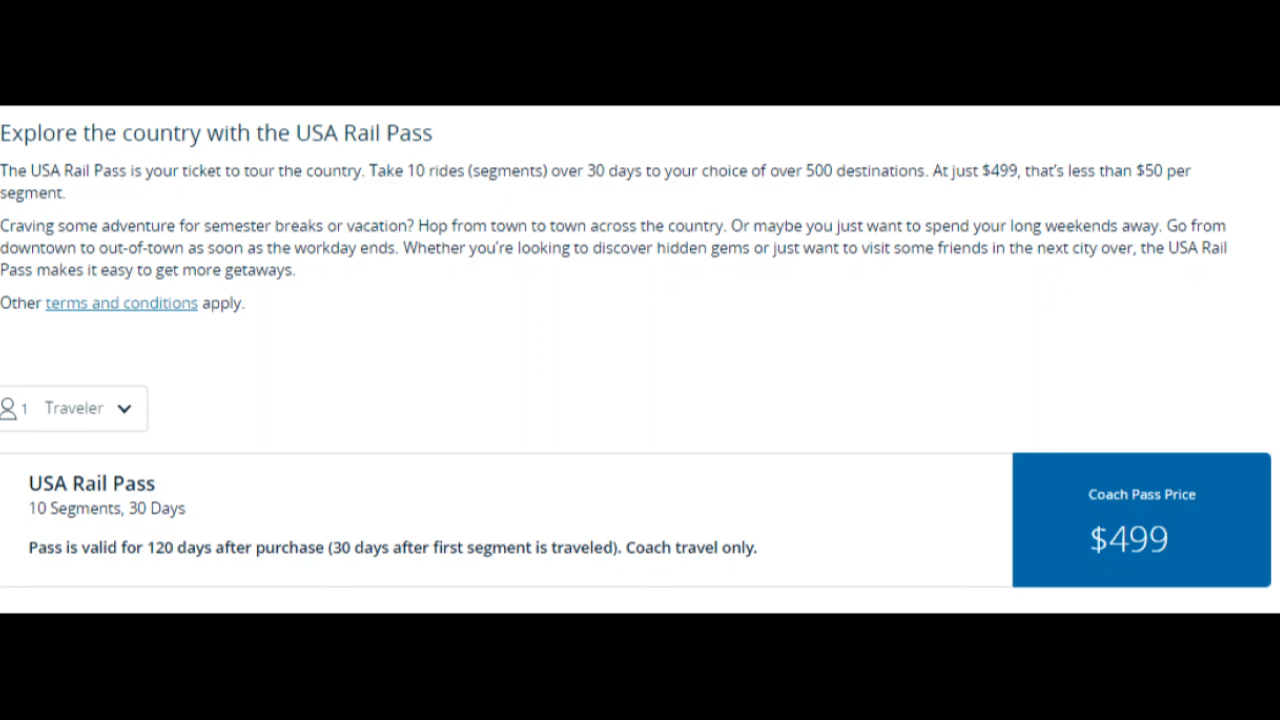 Explore the country with the USA Rail Pass
The USA Rail Pass is your ticket to tour the country. Take 10 rides (segments) over 30 days to your choice of over 500 destinations. At just $499, that's less than $50 per
segment.
Craving some adventure for semester breaks or vacation? Hop from town to town across the country. Or maybe you just want to spend your long weekends away. Go from
downtown to out-of-town as soon as the workday ends. Whether you're looking to discover hidden gems or just want to visit some friends in the next city over, the USA Rail
Pass makes it easy to get more getaways.
Other terms and conditions apply.
1 Traveler
USA Rail Pass
10 Segments, 30 Days
Pass is valid for 120 days after purchase (30 days after first segment is traveled). Coach travel only.
Coach Pass Price
$499